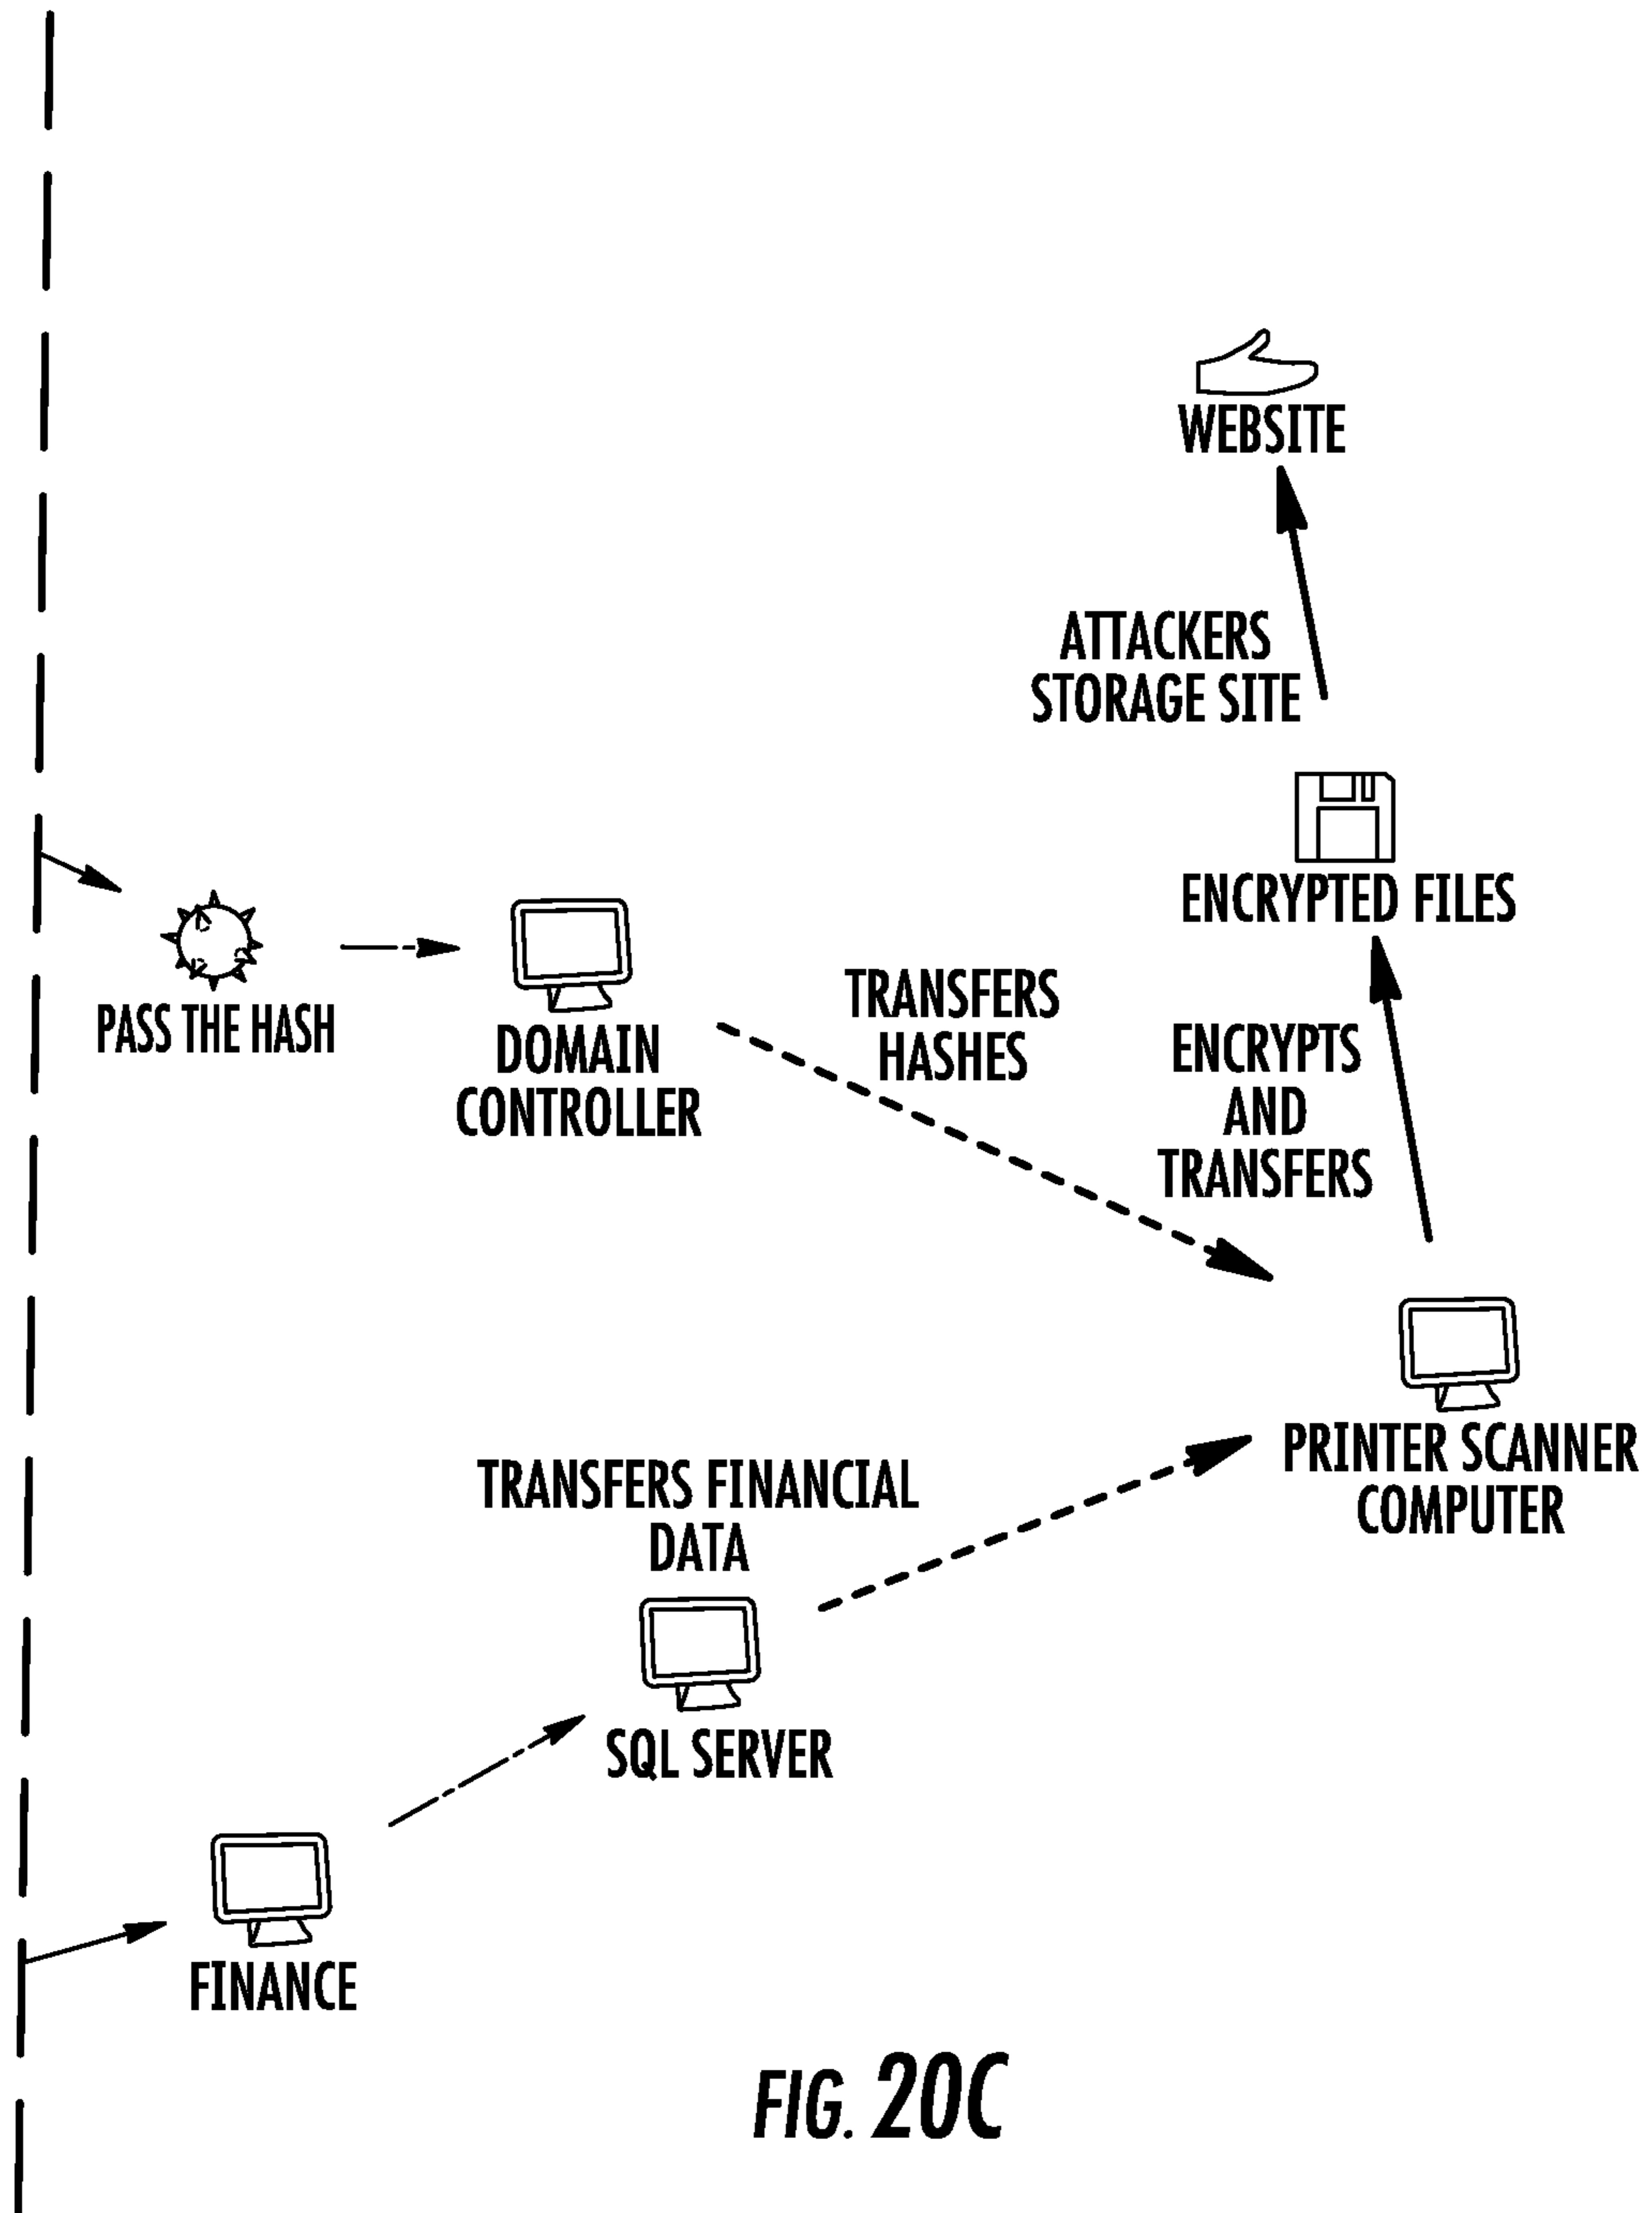 WEBSITE
ATTACKERS
STORAGE SITE
ENCRYPTED FILES
PASS THE HASH
DOMAIN
CONTROLLER
TRANSFERS
HASHES
ENCRYPTS
AND
TRANSFERS
PRINTER SCANNER
COMPUTER
TRANSFERS FINANCIAL
DATA
SQL SERVER
FINANCE
FIG. 20C